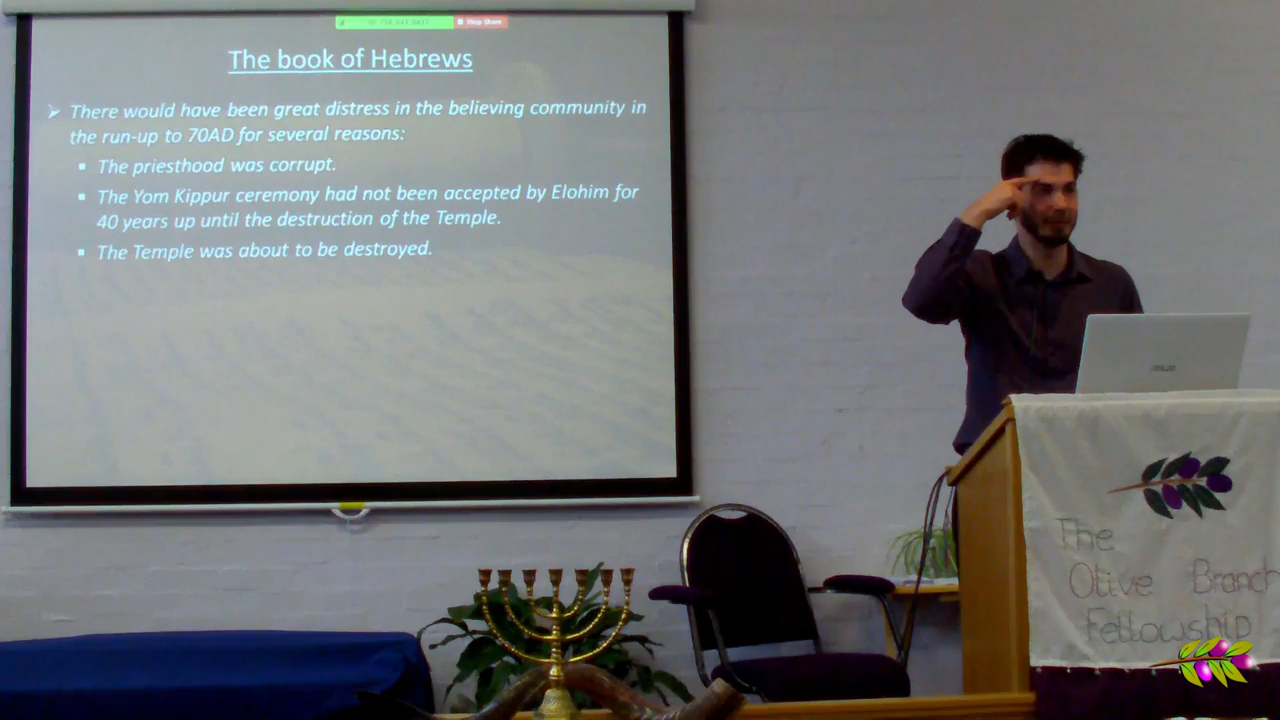 Stop Share
The book of Hebrews
There would have been great distress in the believing community in
the run-up to 70AD for several reasons:
The priesthood was corrupt.
The Yom Kippur ceremony had not been accepted by Elohim for
40 years up until the destruction of the Temple.
The Temple was about to be destroyed.
ASUS
The
Olive Branch
Fellowship